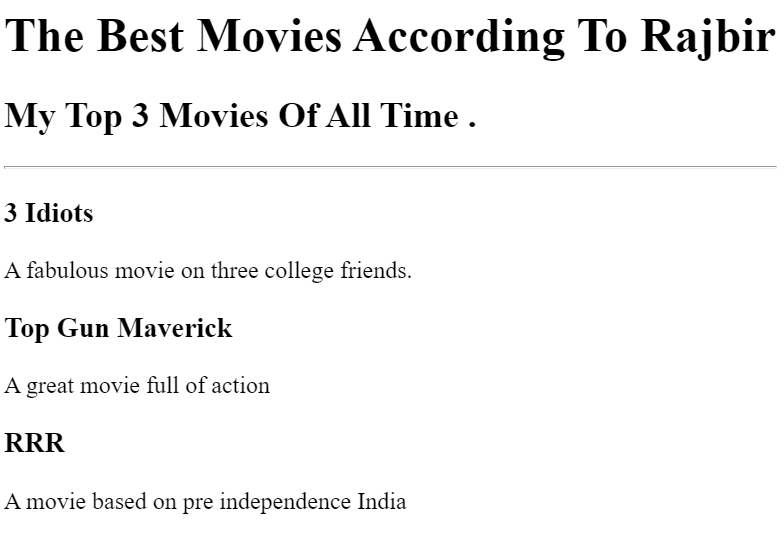 The Best Movies According To Rajbir
My Top 3 Movies Of All Time .
3 Idiots
A fabulous movie on three college friends.
Top Gun Maverick
A great movie full of action
RRR
A movie based on pre independence India